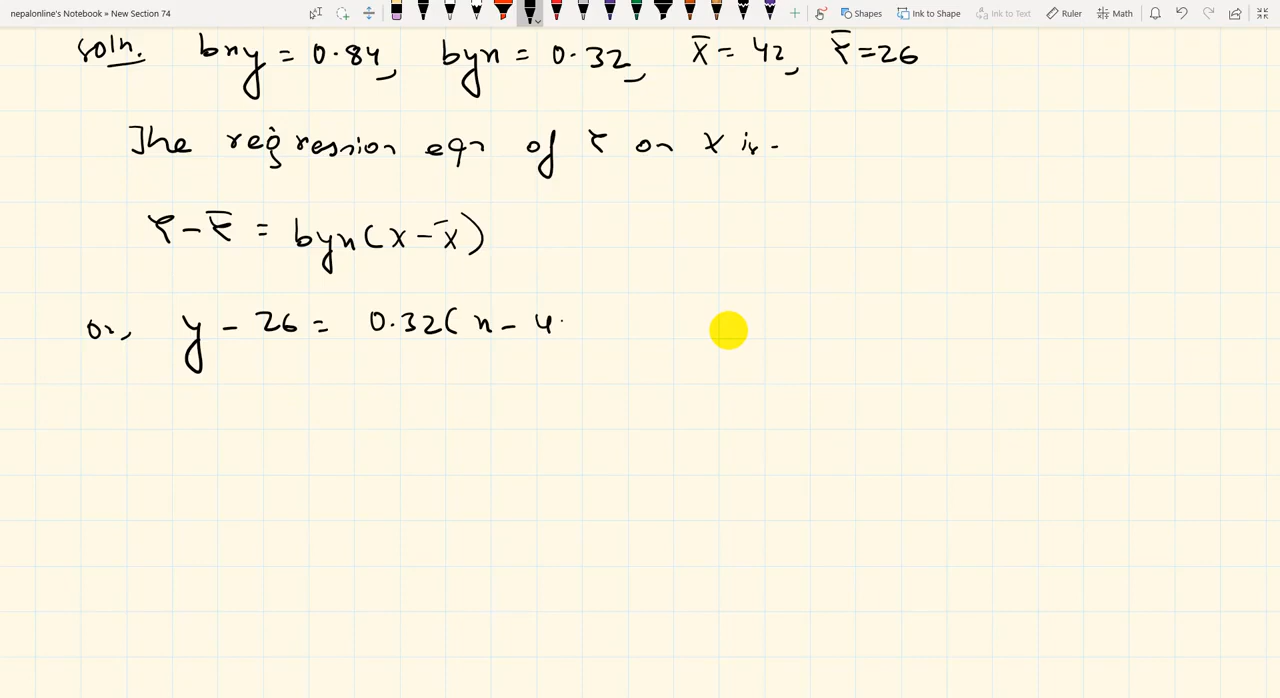 nepalonline's Notebook » New Section 74 Shapes Ink to Shape Ink to Text Ruler Math
soln. bxy = 0.84, byx = 0.32, X̅ = 42, Y̅ = 26
The regression eqn of Y on X is -
Y - Y̅ = byx(X - X̅)
or, y - 26 = 0.32(x - 4